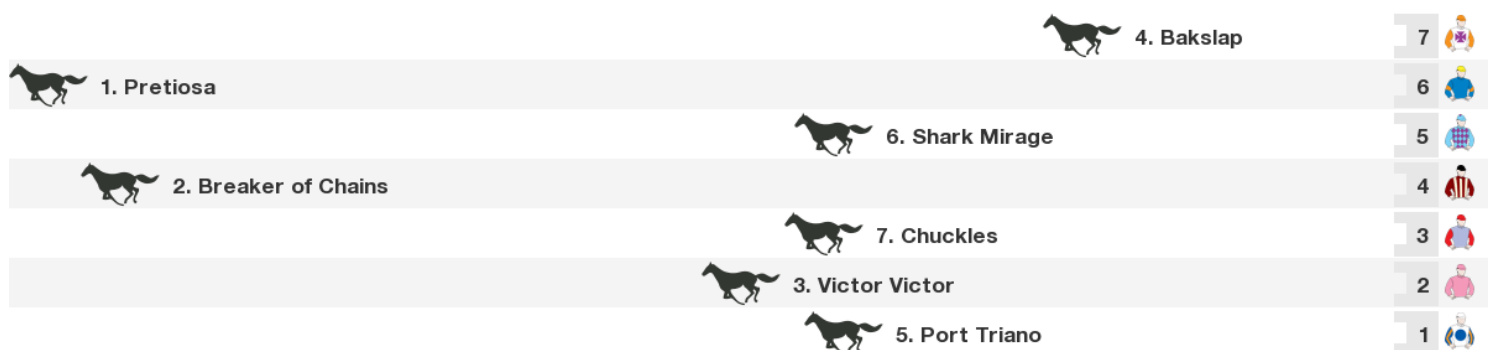 4. Bakslap 7
1. Pretiosa 6
6. Shark Mirage 5
2. Breaker of Chains 4
7. Chuckles 3
3. Victor Victor 2
5. Port Triano 1